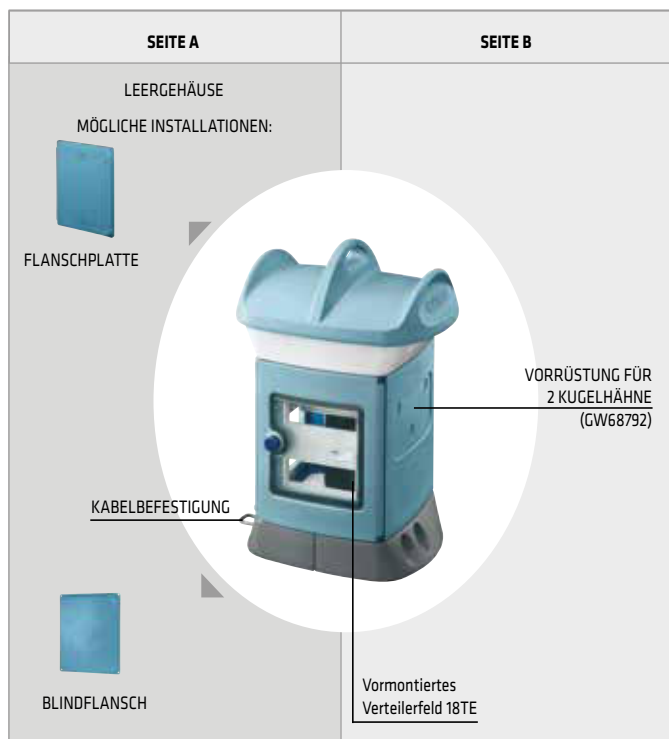 SEITE A
SEITE B
LEERGEHÄUSE
MÖGLICHE INSTALLATIONEN:
FLANSCHPLATTE
VORRÜSTUNG FÜR
2 KUGELHÄHNE
(GW68792)
KABELBEFESTIGUNG
BLINDFLANSCH
Vormontiertes
Verteilerfeld 18TE